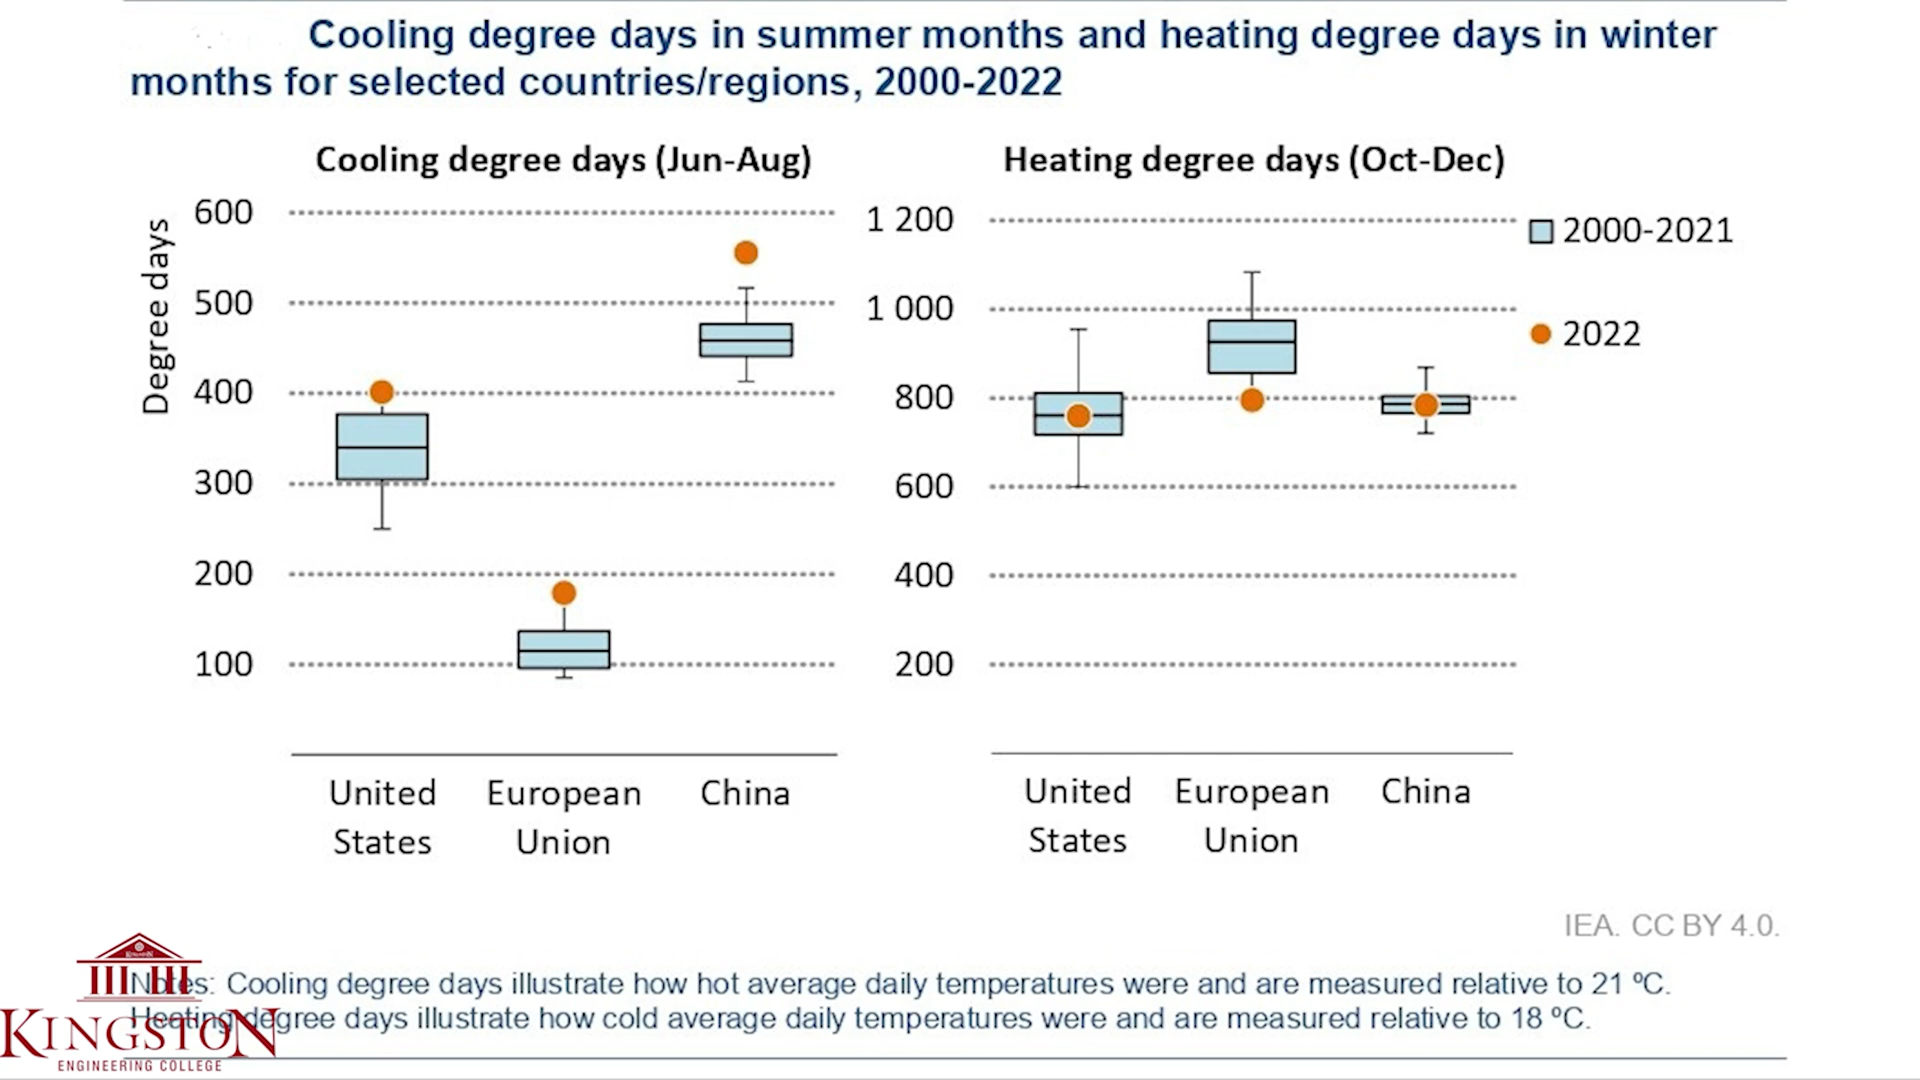 Cooling degree days in summer months and heating degree days in winter
months for selected countries/regions, 2000-2022
Cooling degree days (Jun-Aug)
Degree days
600
500
400
300
200
100
United States
European Union
China
Heating degree days (Oct-Dec)
1 200
1 000
800
600
400
200
United States
European Union
China
2000-2021
2022
IEA. CC BY 4.0.
Notes: Cooling degree days illustrate how hot average daily temperatures were and are measured relative to 21 ºC.
Heating degree days illustrate how cold average daily temperatures were and are measured relative to 18 ºC.
KINGSTON
ENGINEERING COLLEGE